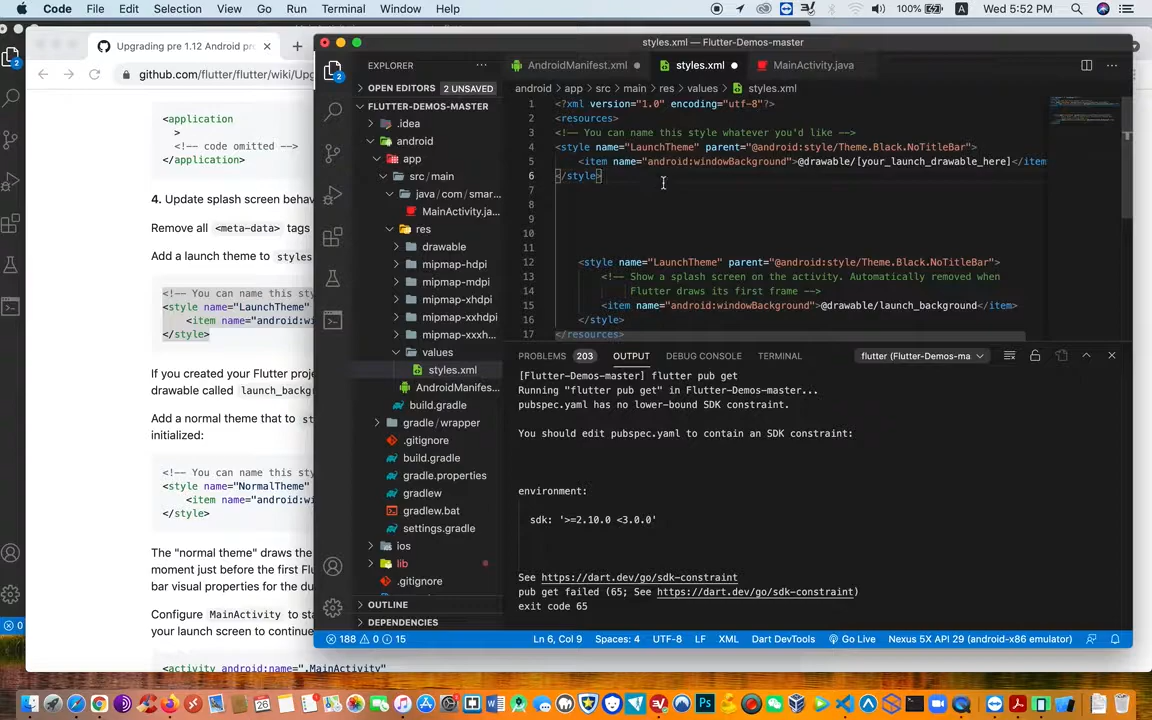 Code File Edit Selection View Go Run Terminal Window Help
100% A Wed 5:52 PM
Upgrading pre 1.12 Android pr
github.com/flutter/flutter/wiki/Upg
<application
>
<!-- code omitted -->
</application>
4. Update splash screen behav
Remove all <meta-data> tags
Add a launch theme to styles
<!-- You can name this sty
<style name="LaunchTheme"
<item name="android:wi
</style>
If you created your Flutter proje
drawable called launch_backg
Add a normal theme that to st
initialized:
<!-- You can name this sty
<style name="NormalTheme"
<item name="android:wi
</style>
The "normal theme" draws the
moment just before the first Flu
bar visual properties for the du
Configure MainActivity to sta
your launch screen to continue
<activity android:name=".MainActivity"
styles.xml — Flutter-Demos-master
EXPLORER
OPEN EDITORS 2 UNSAVED
FLUTTER-DEMOS-MASTER
.idea
android
app
src/main
java/com/smar...
MainActivity.ja...
res
drawable
mipmap-hdpi
mipmap-mdpi
mipmap-xhdpi
mipmap-xxhdpi
mipmap-xxxh...
values
styles.xml
AndroidManifes...
build.gradle
gradle/wrapper
.gitignore
build.gradle
gradle.properties
gradlew
gradlew.bat
settings.gradle
ios
lib
.gitignore
OUTLINE
DEPENDENCIES
AndroidManifest.xml styles.xml MainActivity.java
android > app > src > main > res > values > styles.xml
1 <?xml version="1.0" encoding="utf-8"?>
2 <resources>
3 <!-- You can name this style whatever you'd like -->
4 <style name="LaunchTheme" parent="@android:style/Theme.Black.NoTitleBar">
5 <item name="android:windowBackground">@drawable/[your_launch_drawable_here]</item
6 </style>
7
8
9
10
11
12 <style name="LaunchTheme" parent="@android:style/Theme.Black.NoTitleBar">
13 <!-- Show a splash screen on the activity. Automatically removed when
14 Flutter draws its first frame -->
15 <item name="android:windowBackground">@drawable/launch_background</item>
16 </style>
17 </resources>
PROBLEMS 203 OUTPUT DEBUG CONSOLE TERMINAL flutter (Flutter-Demos-ma
[Flutter-Demos-master] flutter pub get
Running "flutter pub get" in Flutter-Demos-master...
pubspec.yaml has no lower-bound SDK constraint.
You should edit pubspec.yaml to contain an SDK constraint:
environment:
sdk: '>=2.10.0 <3.0.0'
See https://dart.dev/go/sdk-constraint
pub get failed (65; See https://dart.dev/go/sdk-constraint)
exit code 65
188 0 15 Ln 6, Col 9 Spaces: 4 UTF-8 LF XML Dart DevTools Go Live Nexus 5X API 29 (android-x86 emulator)